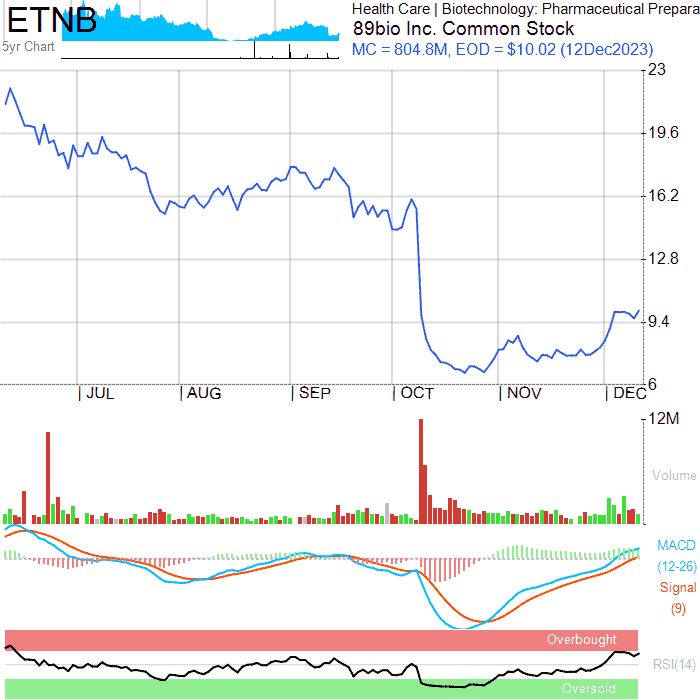 ETNB
5yr Chart
Health Care | Biotechnology: Pharmaceutical Prepara
89bio Inc. Common Stock
MC = 804.8M, EOD = $10.02 (12Dec2023)
23
19.6
16.2
12.8
9.4
6
JUL
AUG
SEP
OCT
NOV
DEC
12M
Volume
MACD
(12-26)
Signal
(9)
Overbought
RSI(14)
Oversold